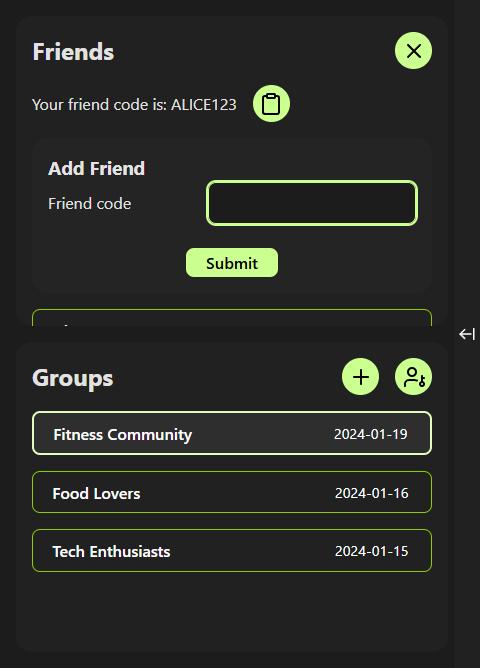 Friends
Your friend code is: ALICE123
Add Friend
Friend code
Submit
Groups
Fitness Community 2024-01-19
Food Lovers 2024-01-16
Tech Enthusiasts 2024-01-15